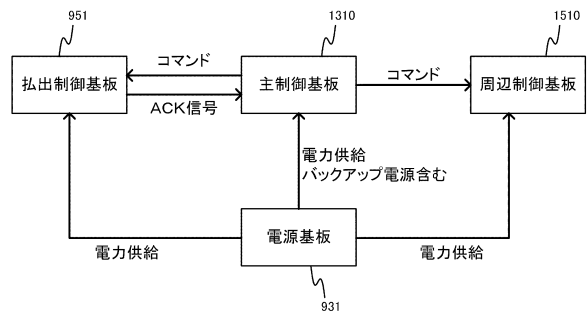 951
1310
1510
払出制御基板
コマンド
ACK信号
主制御基板
コマンド
周辺制御基板
電力供給
バックアップ電源含む
電力供給
電源基板
電力供給
931